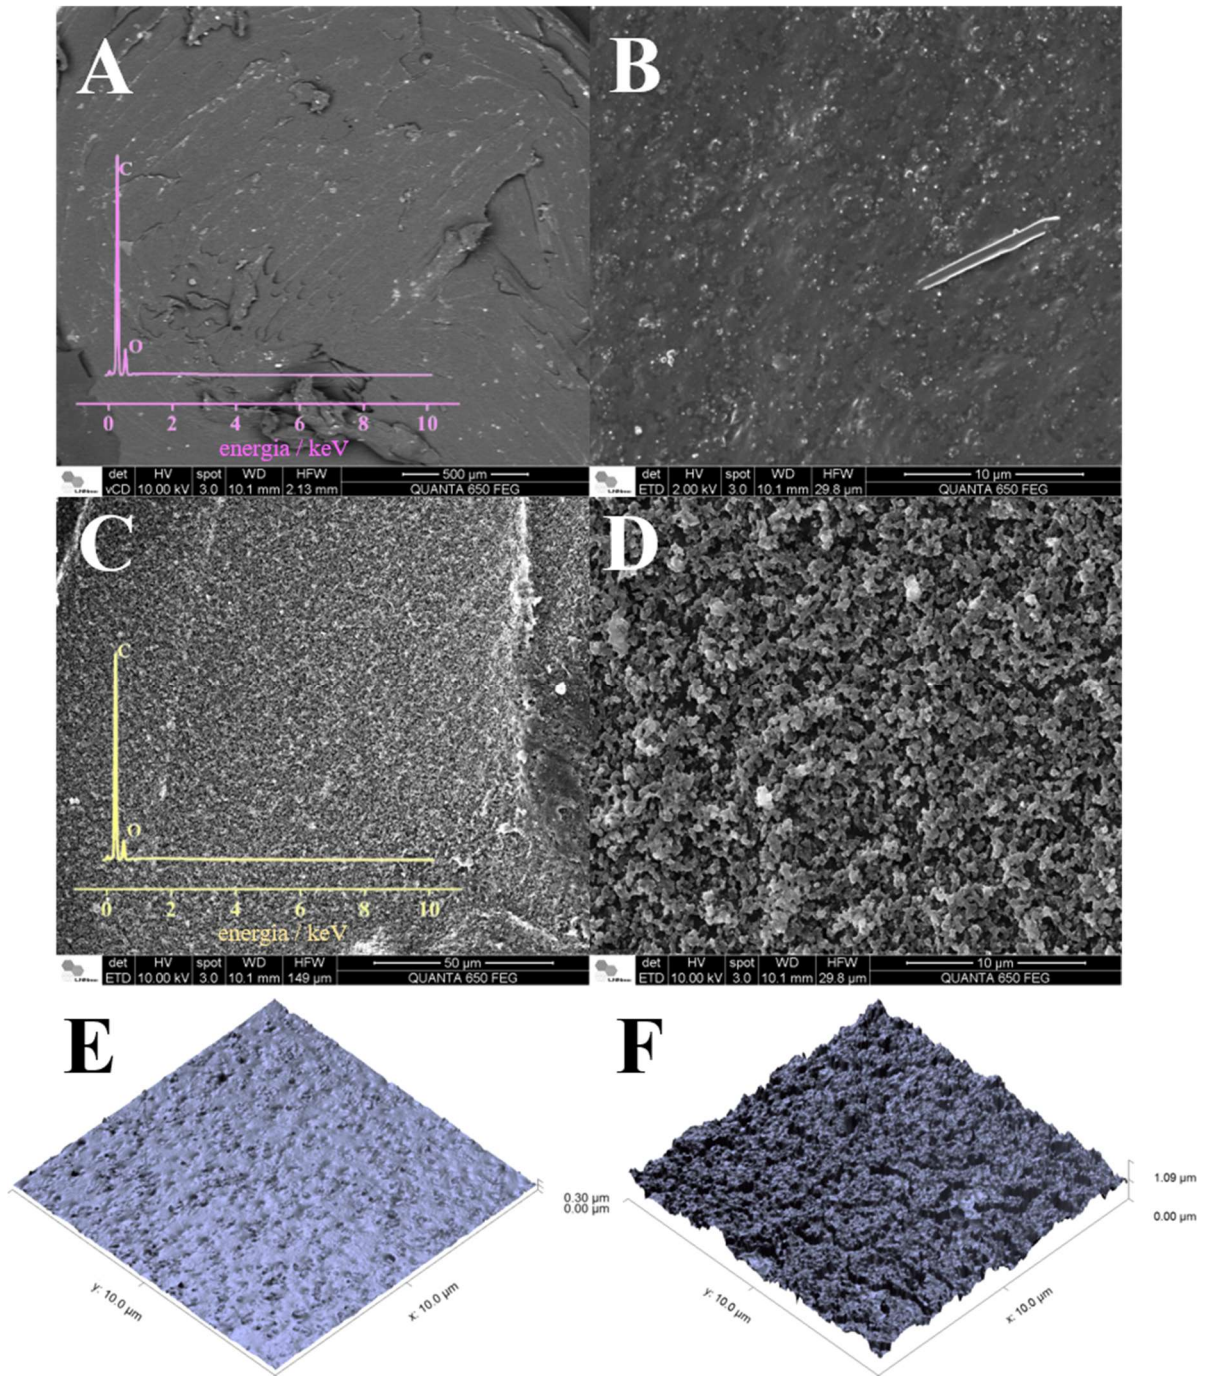 A
B
C
O
0 2 4 6 8 10
energia / keV
det HV spot WD HFW 500 µm
vCD 10.00 kV 3.0 10.1 mm 2.13 mm QUANTA 650 FEG
det HV spot WD HFW 10 µm
ETD 2.00 kV 3.0 10.1 mm 29.8 µm QUANTA 650 FEG
C
D
C
O
0 2 4 6 8 10
energia / keV
det HV spot WD HFW 50 µm
ETD 10.00 kV 3.0 10.1 mm 149 µm QUANTA 650 FEG
det HV spot WD HFW 10 µm
ETD 10.00 kV 3.0 10.1 mm 29.8 µm QUANTA 650 FEG
E
F
0.30 µm
0.00 µm
y: 10.0 µm
x: 10.0 µm
1.09 µm
0.00 µm
y: 10.0 µm
x: 10.0 µm